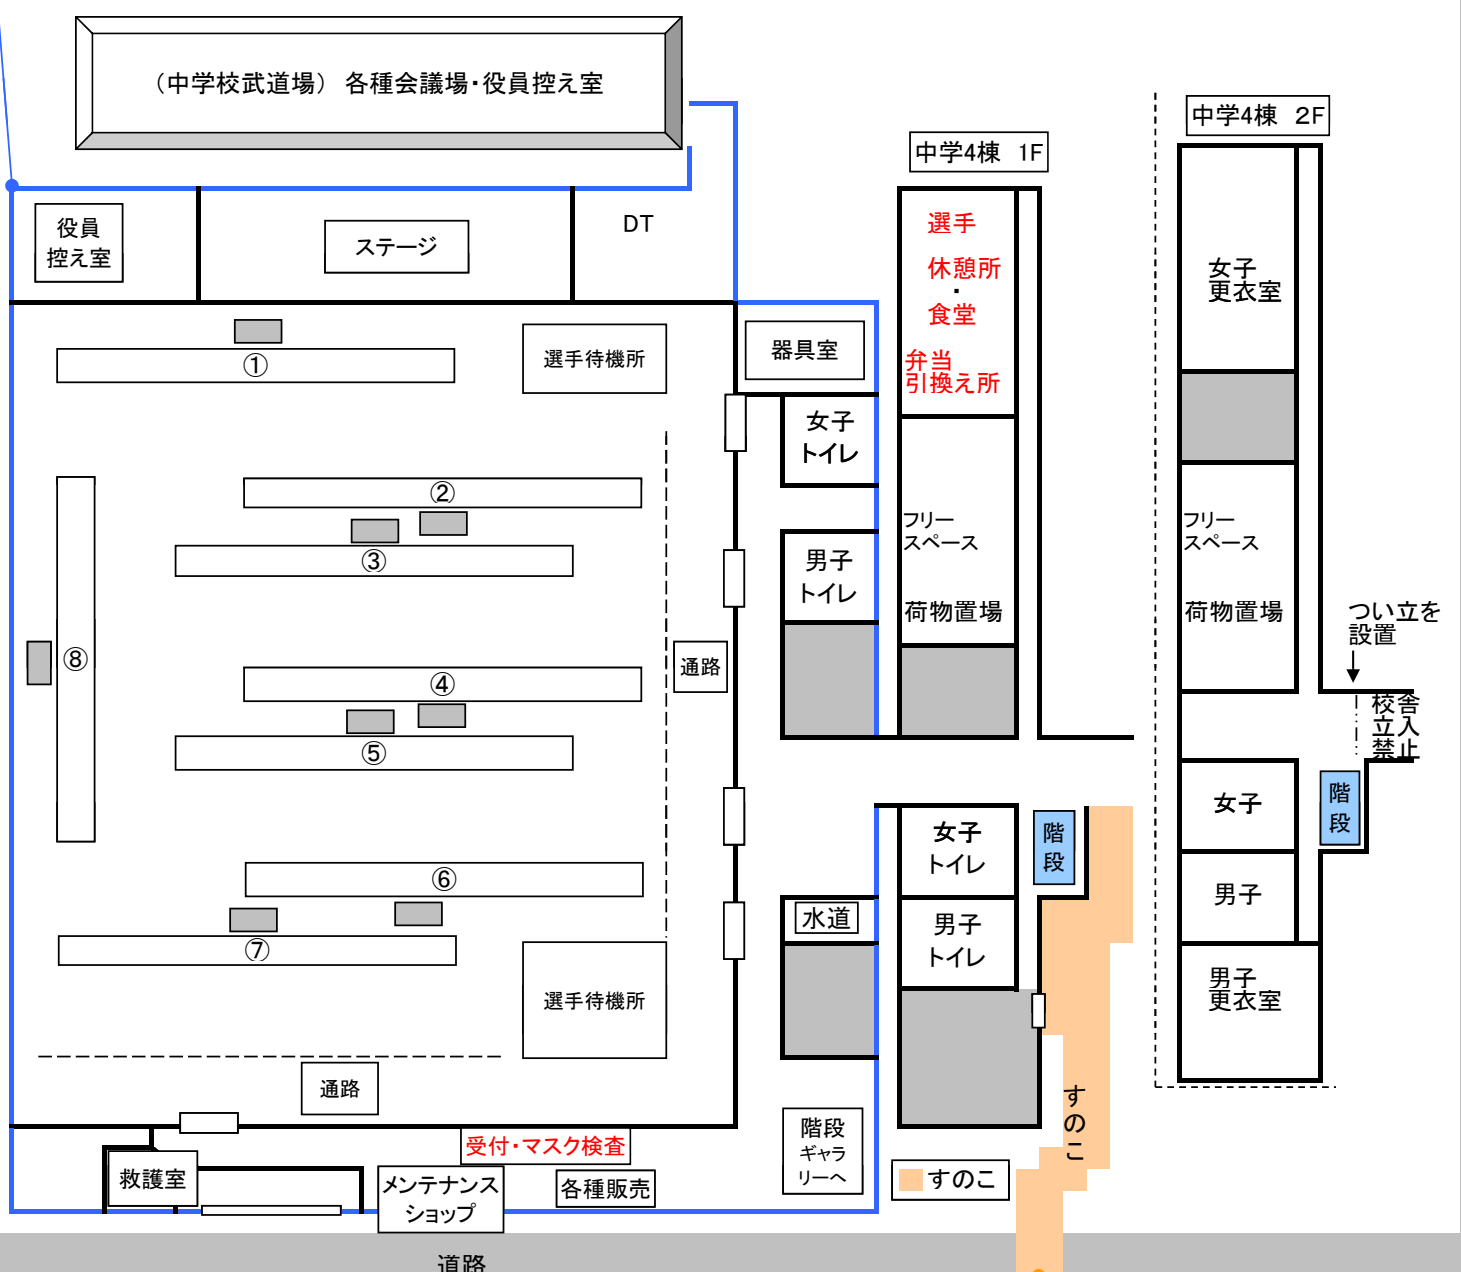 （中学校武道場） 各種会議場・役員控え室
中学4棟　1F
中学4棟　２F
役員
控え室
ステージ
DT
①
選手待機所
器具室
女子
トイレ
②
③
男子
トイレ
⑧
④
⑤
通路
⑥
⑦
選手待機所
通路
水道
受付・マスク検査
救護室
メンテナンス
ショップ
各種販売
階段
ギャラ
リーへ
選手
休憩所
・
食堂
弁当
引換え所
フリー
スペース
荷物置場
女子
トイレ
階
段
男子
トイレ
すのこ
すのこ
女子
更衣室
フリー
スペース
荷物置場
つい立を
設置
校舎
立入
禁止
女子
階
段
男子
男子
更衣室
道路